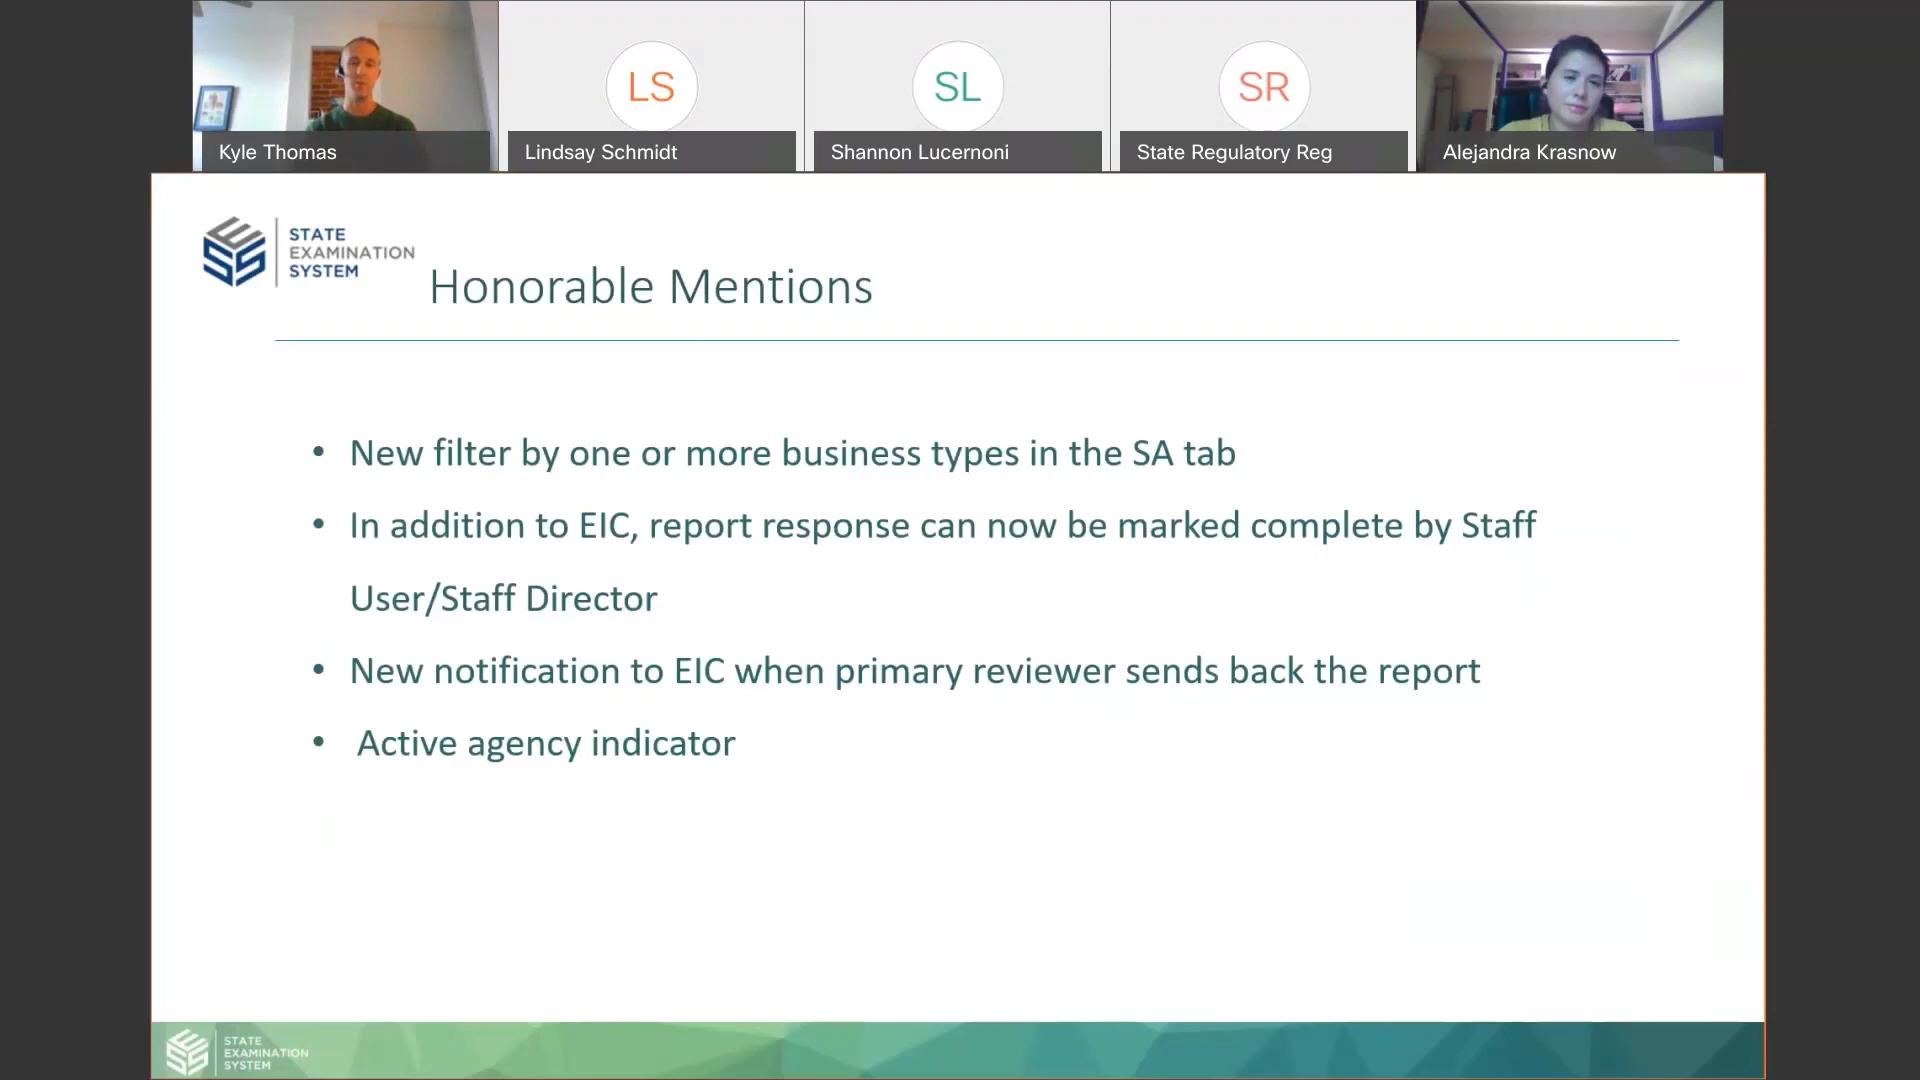 LS
SL
SR
Kyle Thomas
Lindsay Schmidt
Shannon Lucernoni
State Regulatory Reg
Alejandra Krasnow
STATE
EXAMINATION
SYSTEM
Honorable Mentions
• New filter by one or more business types in the SA tab
• In addition to EIC, report response can now be marked complete by Staff
User/Staff Director
• New notification to EIC when primary reviewer sends back the report
• Active agency indicator
STATE
EXAMINATION
SYSTEM